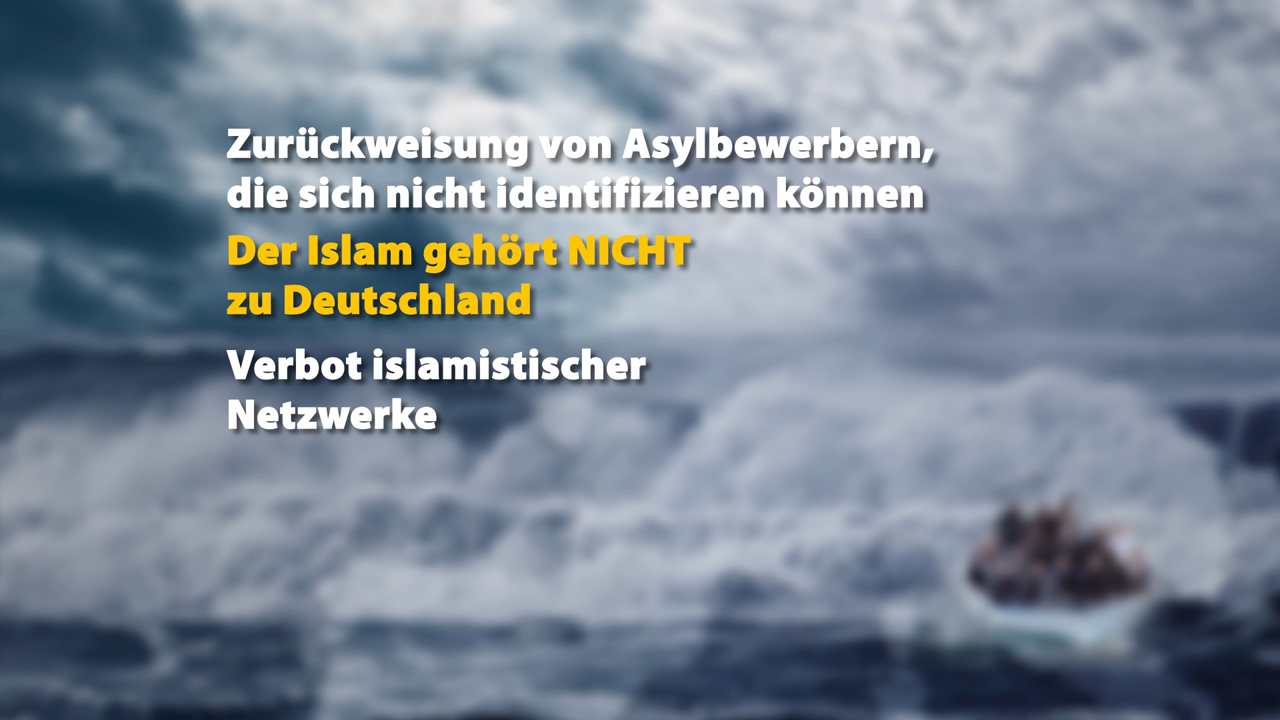 Zurückweisung von Asylbewerbern,
die sich nicht identifizieren können
Der Islam gehört NICHT
zu Deutschland
Verbot islamistischer
Netzwerke